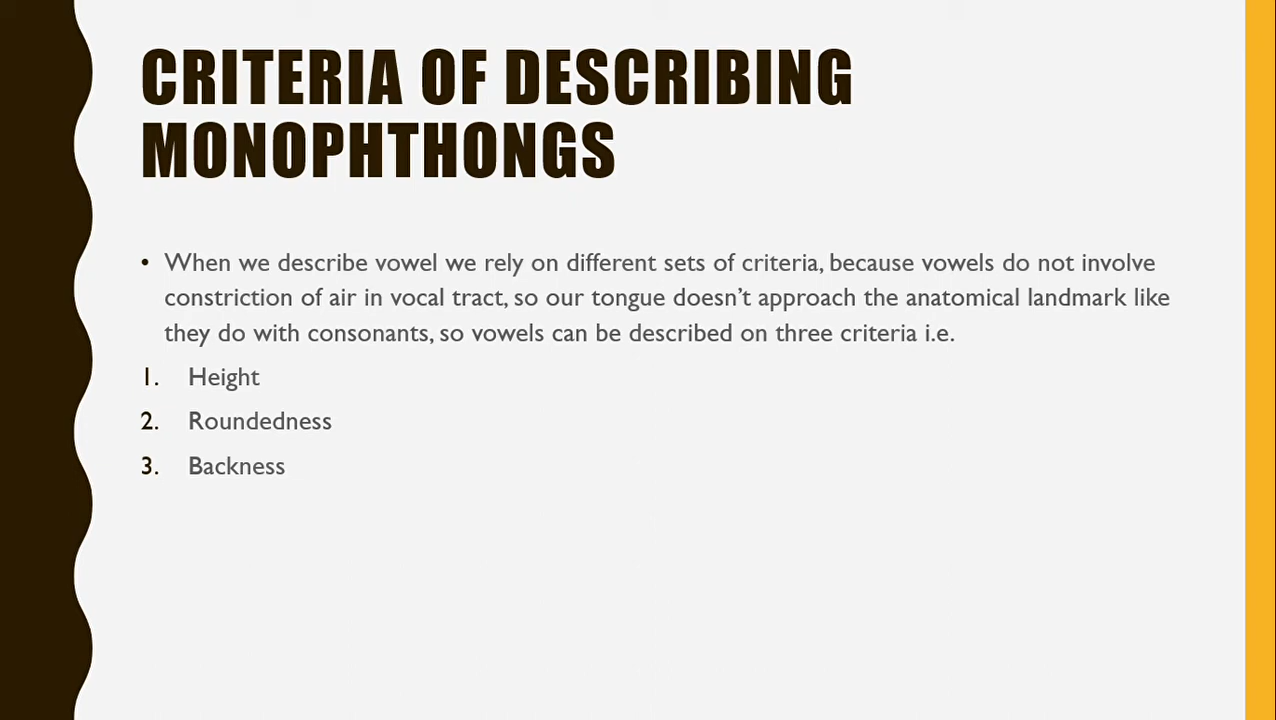 CRITERIA OF DESCRIBING
MONOPHTHONGS
• When we describe vowel we rely on different sets of criteria, because vowels do not involve
constriction of air in vocal tract, so our tongue doesn’t approach the anatomical landmark like
they do with consonants, so vowels can be described on three criteria i.e.
1. Height
2. Roundedness
3. Backness